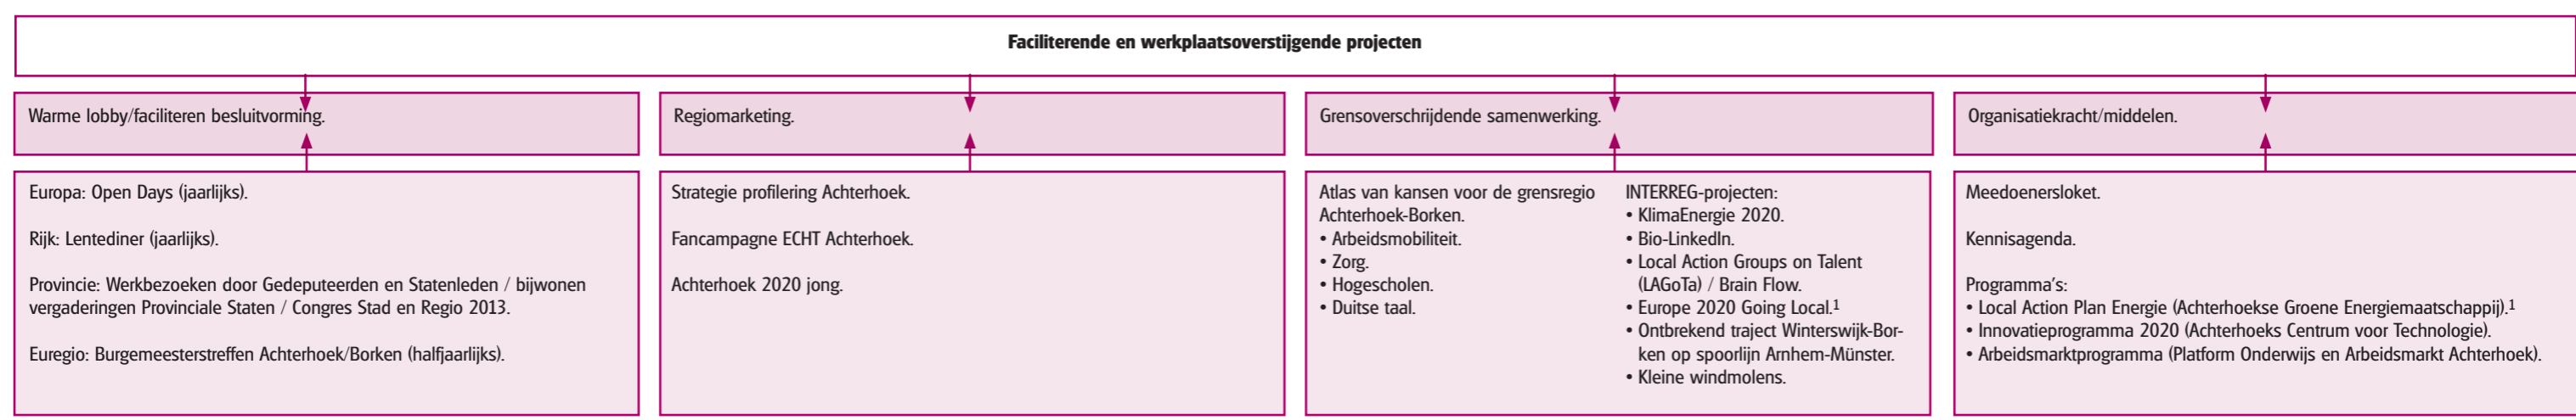 Faciliterende en werkplaatsoverstijgende projecten
Warme lobby/faciliteren besluitvorming.
Europa: Open Days (jaarlijks).
Rijk: Lentediner (jaarlijks).
Provincie: Werkbezoeken door Gedeputeerden en Statenleden / bijwonen
vergaderingen Provinciale Staten / Congres Stad en Regio 2013.
Euregio: Burgemeesterstreffen Achterhoek/Borken (halfjaarlijks).
Regiomarketing.
Strategie profilering Achterhoek.
Fancampagne ECHT Achterhoek.
Achterhoek 2020 jong.
Grensoverschrijdende samenwerking.
Atlas van kansen voor de grensregio
Achterhoek-Borken.
• Arbeidsmobiliteit.
• Zorg.
• Hogescholen.
• Duitse taal.
INTERREG-projecten:
• KlimaEnergie 2020.
• Bio-LinkedIn.
• Local Action Groups on Talent
(LAGoTa) / Brain Flow.
• Europe 2020 Going Local.1
• Ontbrekend traject Winterswijk-Bor-
ken op spoorlijn Arnhem-Münster.
• Kleine windmolens.
Organisatiekracht/middelen.
Meedoenersloket.
Kennisagenda.
Programma's:
• Local Action Plan Energie (Achterhoekse Groene Energiemaatschappij).1
• Innovatieprogramma 2020 (Achterhoeks Centrum voor Technologie).
• Arbeidsmarktprogramma (Platform Onderwijs en Arbeidsmarkt Achterhoek).